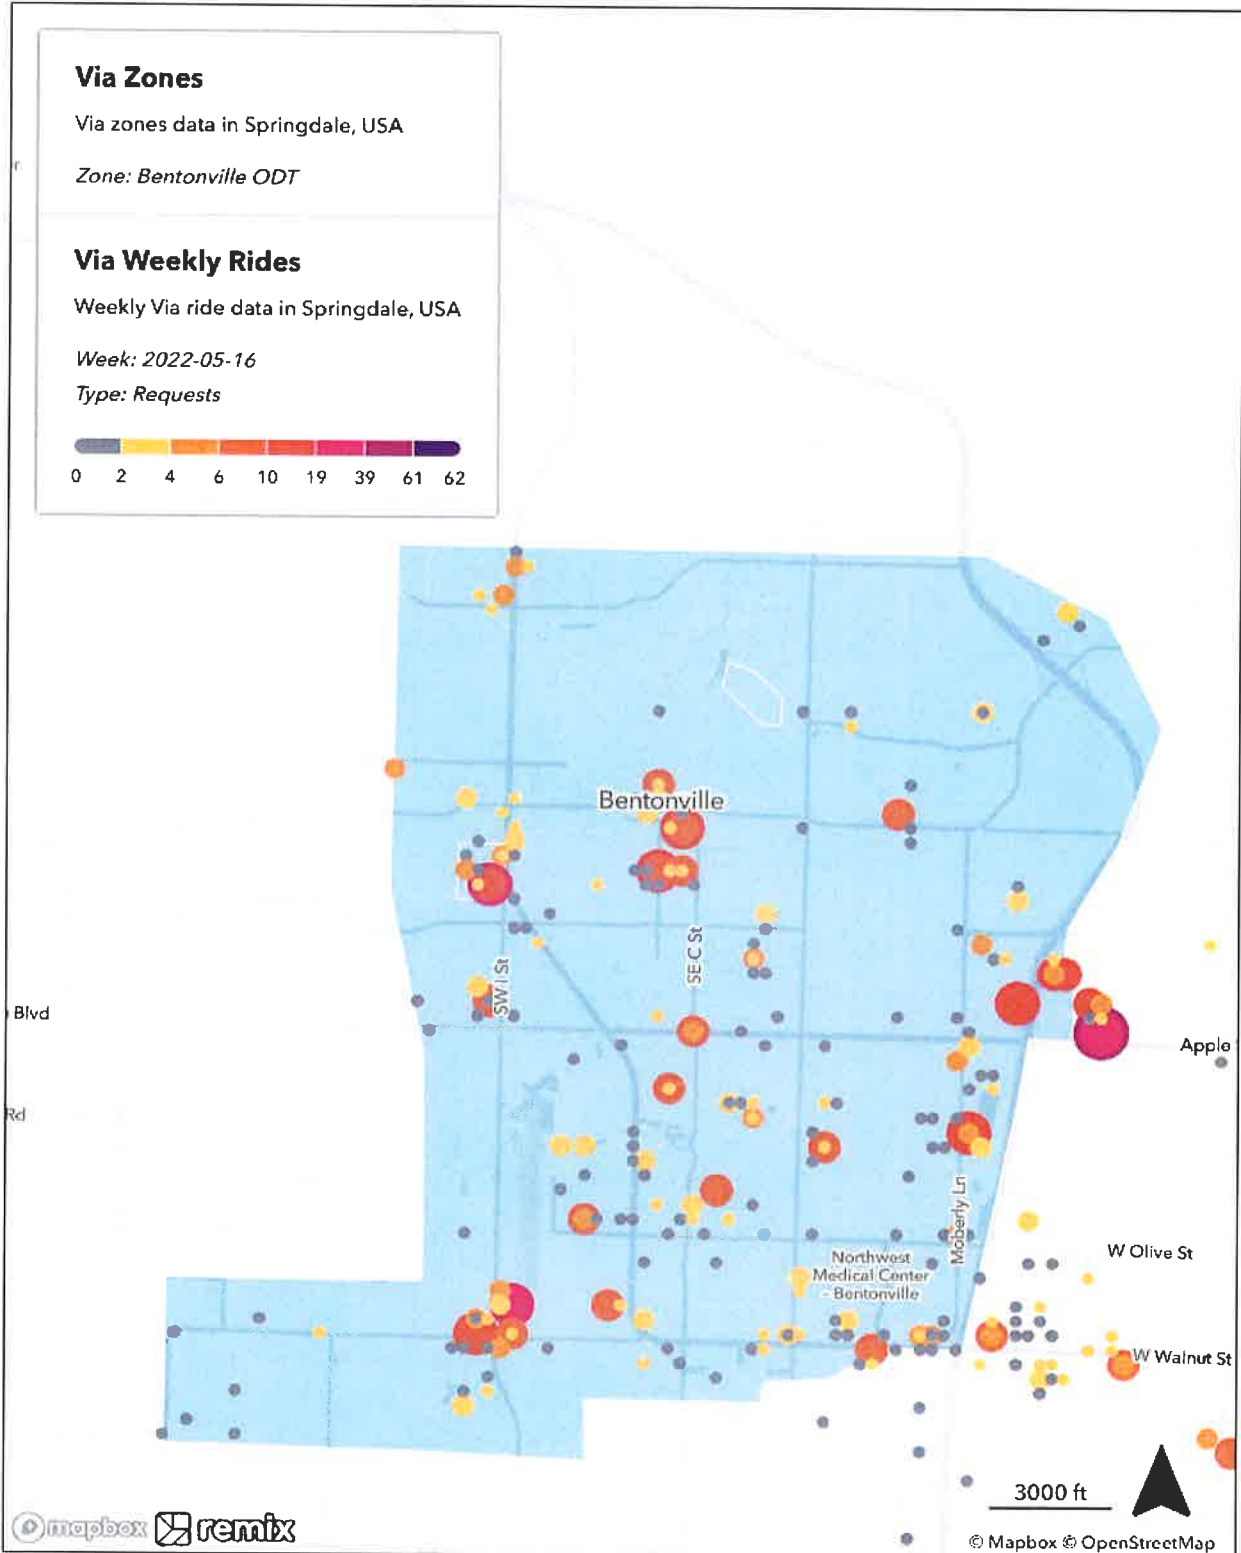 Via Zones
Via zones data in Springdale, USA
Zone: Bentonville ODT
Via Weekly Rides
Weekly Via ride data in Springdale, USA
Week: 2022-05-16
Type: Requests
0 2 4 6 10 19 39 61 62
r
Bentonville
SE C St
SW I St
Blvd
Apple
Rd
Moberly Ln
W Olive St
Northwest
Medical Center
- Bentonville
W Walnut St
3000 ft
mapbox remix
© Mapbox © OpenStreetMap